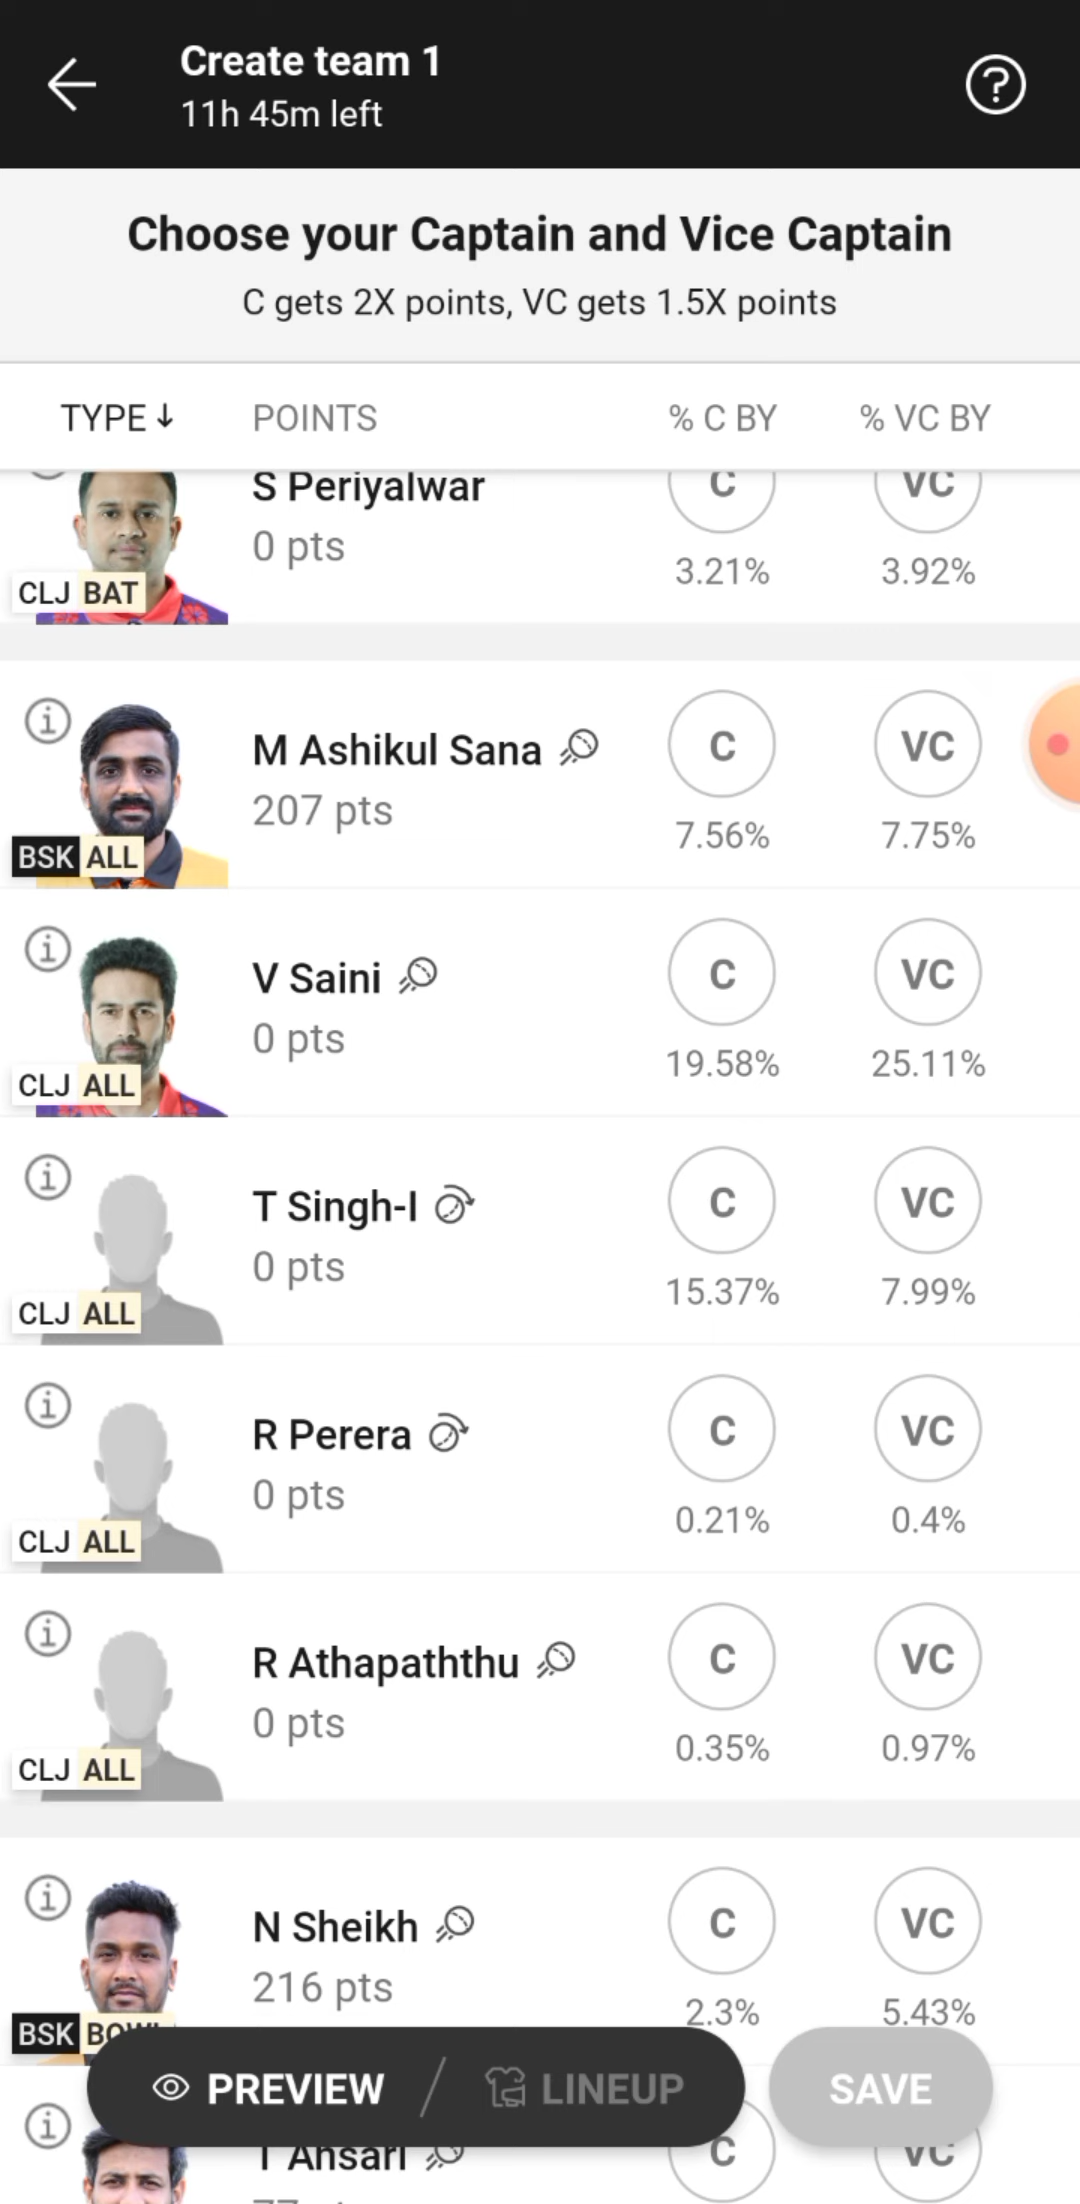 Create team 1
11h 45m left
Choose your Captain and Vice Captain
C gets 2X points, VC gets 1.5X points
TYPE↓ POINTS % C BY % VC BY
S Periyalwar C VC
0 pts 3.21% 3.92%
CLJ BAT
M Ashikul Sana C VC
207 pts 7.56% 7.75%
BSK ALL
V Saini C VC
0 pts 19.58% 25.11%
CLJ ALL
T Singh-I C VC
0 pts 15.37% 7.99%
CLJ ALL
R Perera C VC
0 pts 0.21% 0.4%
CLJ ALL
R Athapaththu C VC
0 pts 0.35% 0.97%
CLJ ALL
N Sheikh C VC
216 pts 2.3% 5.43%
BSK BOWL
PREVIEW / LINEUP SAVE
T Ansari C VC